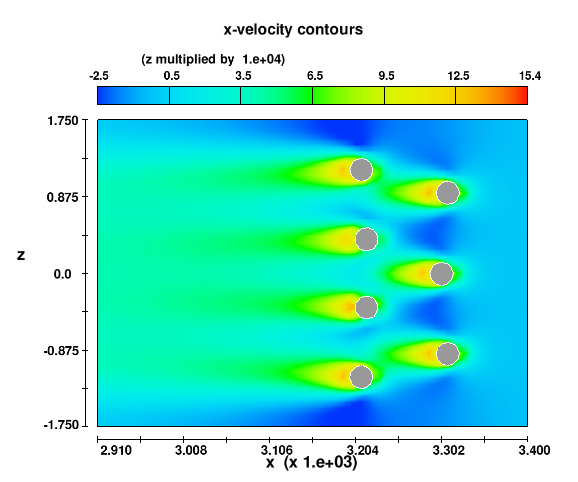 x-velocity contours
(z multiplied by 1.e+04)
-2.5 0.5 3.5 6.5 9.5 12.5 15.4
1.750
0.875
z
0.0
-0.875
-1.750
2.910 3.008 3.106 3.204 3.302 3.400
x (x 1.e+03)